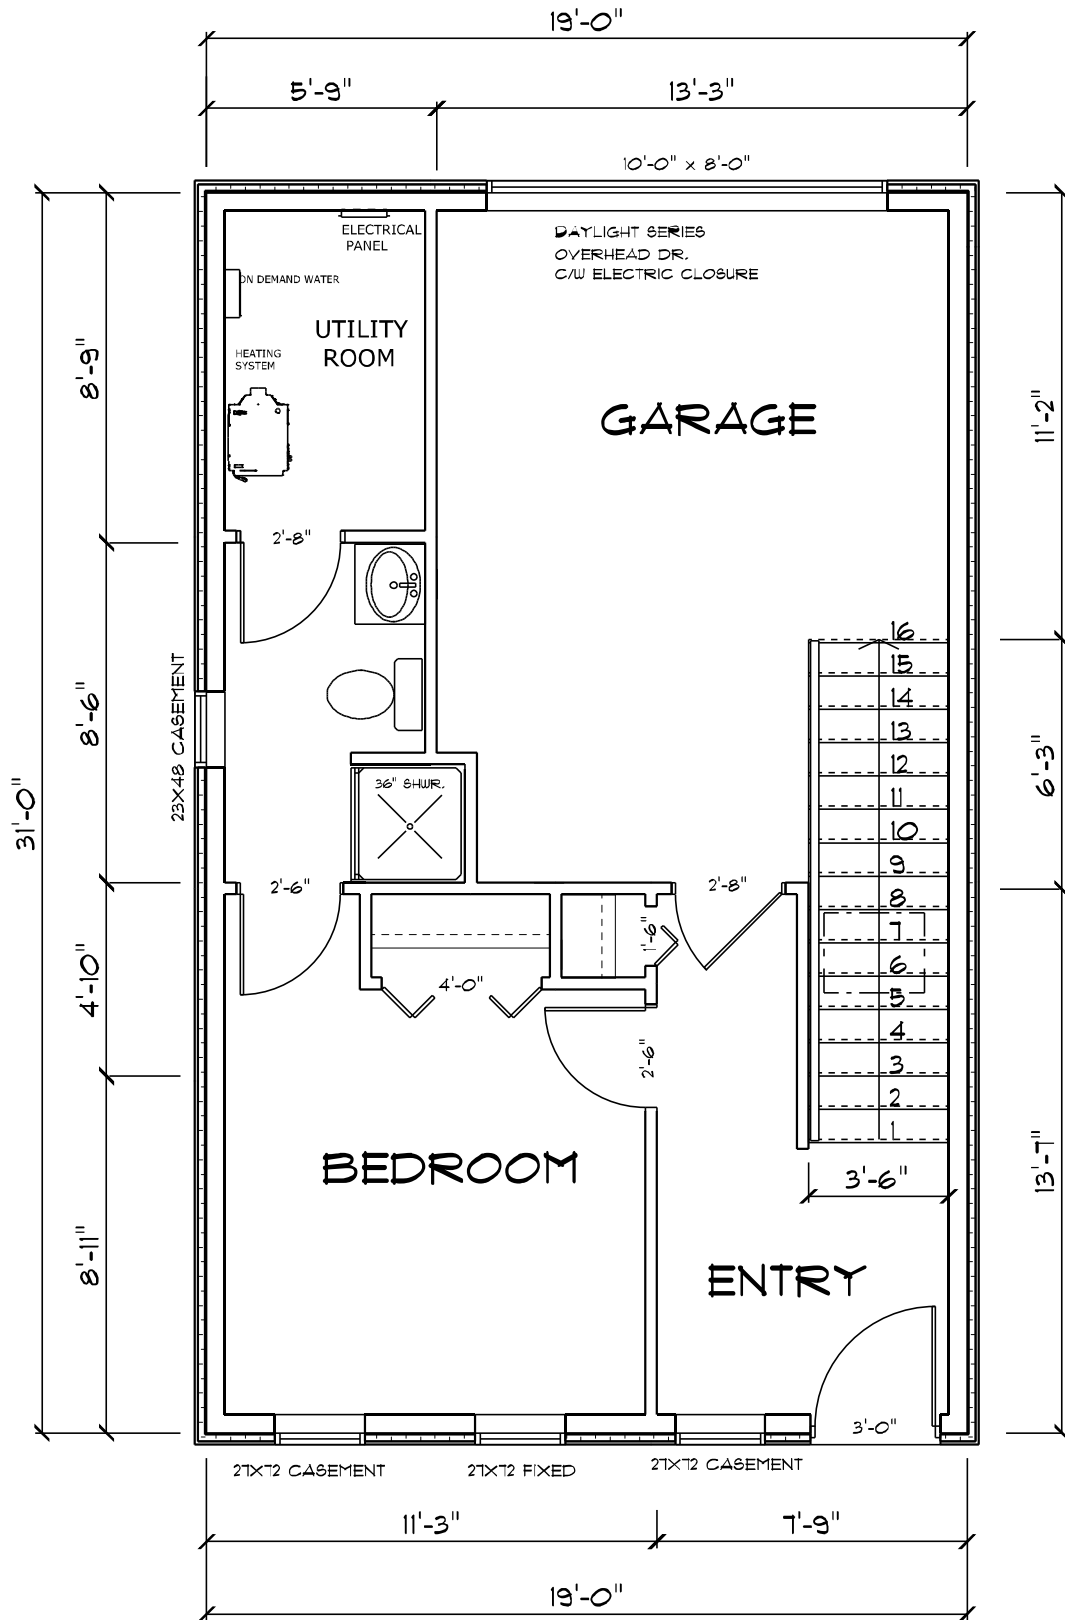 19'-0"
5'-9"
13'-3"
10'-0" x 8'-0"
DAYLIGHT SERIES
OVERHEAD DR.
C/W ELECTRIC CLOSURE
ELECTRICAL
PANEL
ON DEMAND WATER
UTILITY
ROOM
HEATING
SYSTEM
GARAGE
8'-9"
11'-2"
2'-8"
16
15
14
13
12
11
10
9
8
7
6
5
4
3
2
1
23X48 CASEMENT
8'-6"
6'-3"
31'-0"
36" SHWR.
2'-6"
2'-8"
1'-6"
4'-0"
4'-10"
2'-6"
BEDROOM
3'-6"
13'-7"
8'-11"
ENTRY
3'-0"
27X72 CASEMENT
27X72 FIXED
27X72 CASEMENT
11'-3"
7'-9"
19'-0"